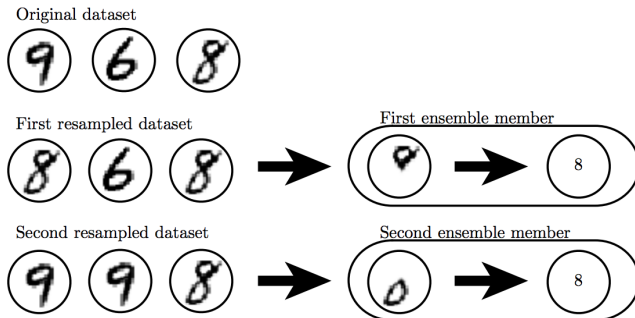 Original dataset
9 6 8
First resampled dataset
First ensemble member
8 6 8
8
Second resampled dataset
Second ensemble member
9 9 8
8